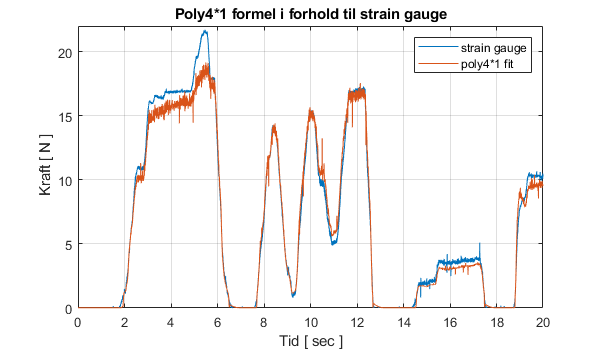 Poly4*1 formel i forhold til strain gauge
strain gauge
poly4*1 fit
Kraft [ N ]
20
15
10
5
0
0 2 4 6 8 10 12 14 16 18 20
Tid [ sec ]